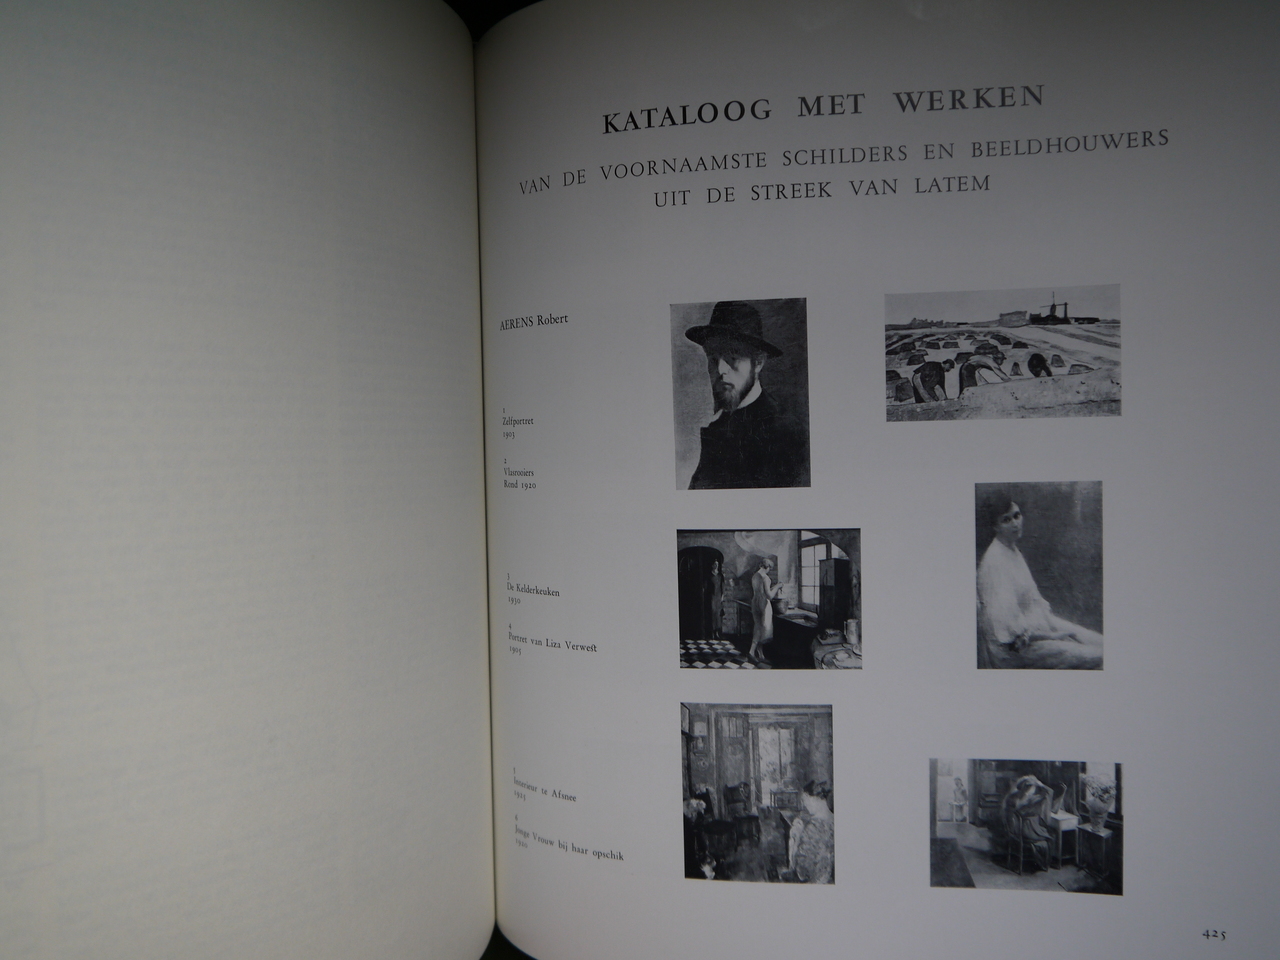 KATALOOG MET WERKEN
VAN DE VOORNAAMSTE SCHILDERS EN BEELDHOUWERS
UIT DE STREEK VAN LATEM
AERENS Robert
1
Zelfportret
1903
2
Vlasrooiers
Rond 1920
3
De Kelderkeuken
1930
4
Portret van Liza Verwest
1905
5
Interieur te Afsnee
6
Jonge Vrouw bij haar opschik
425